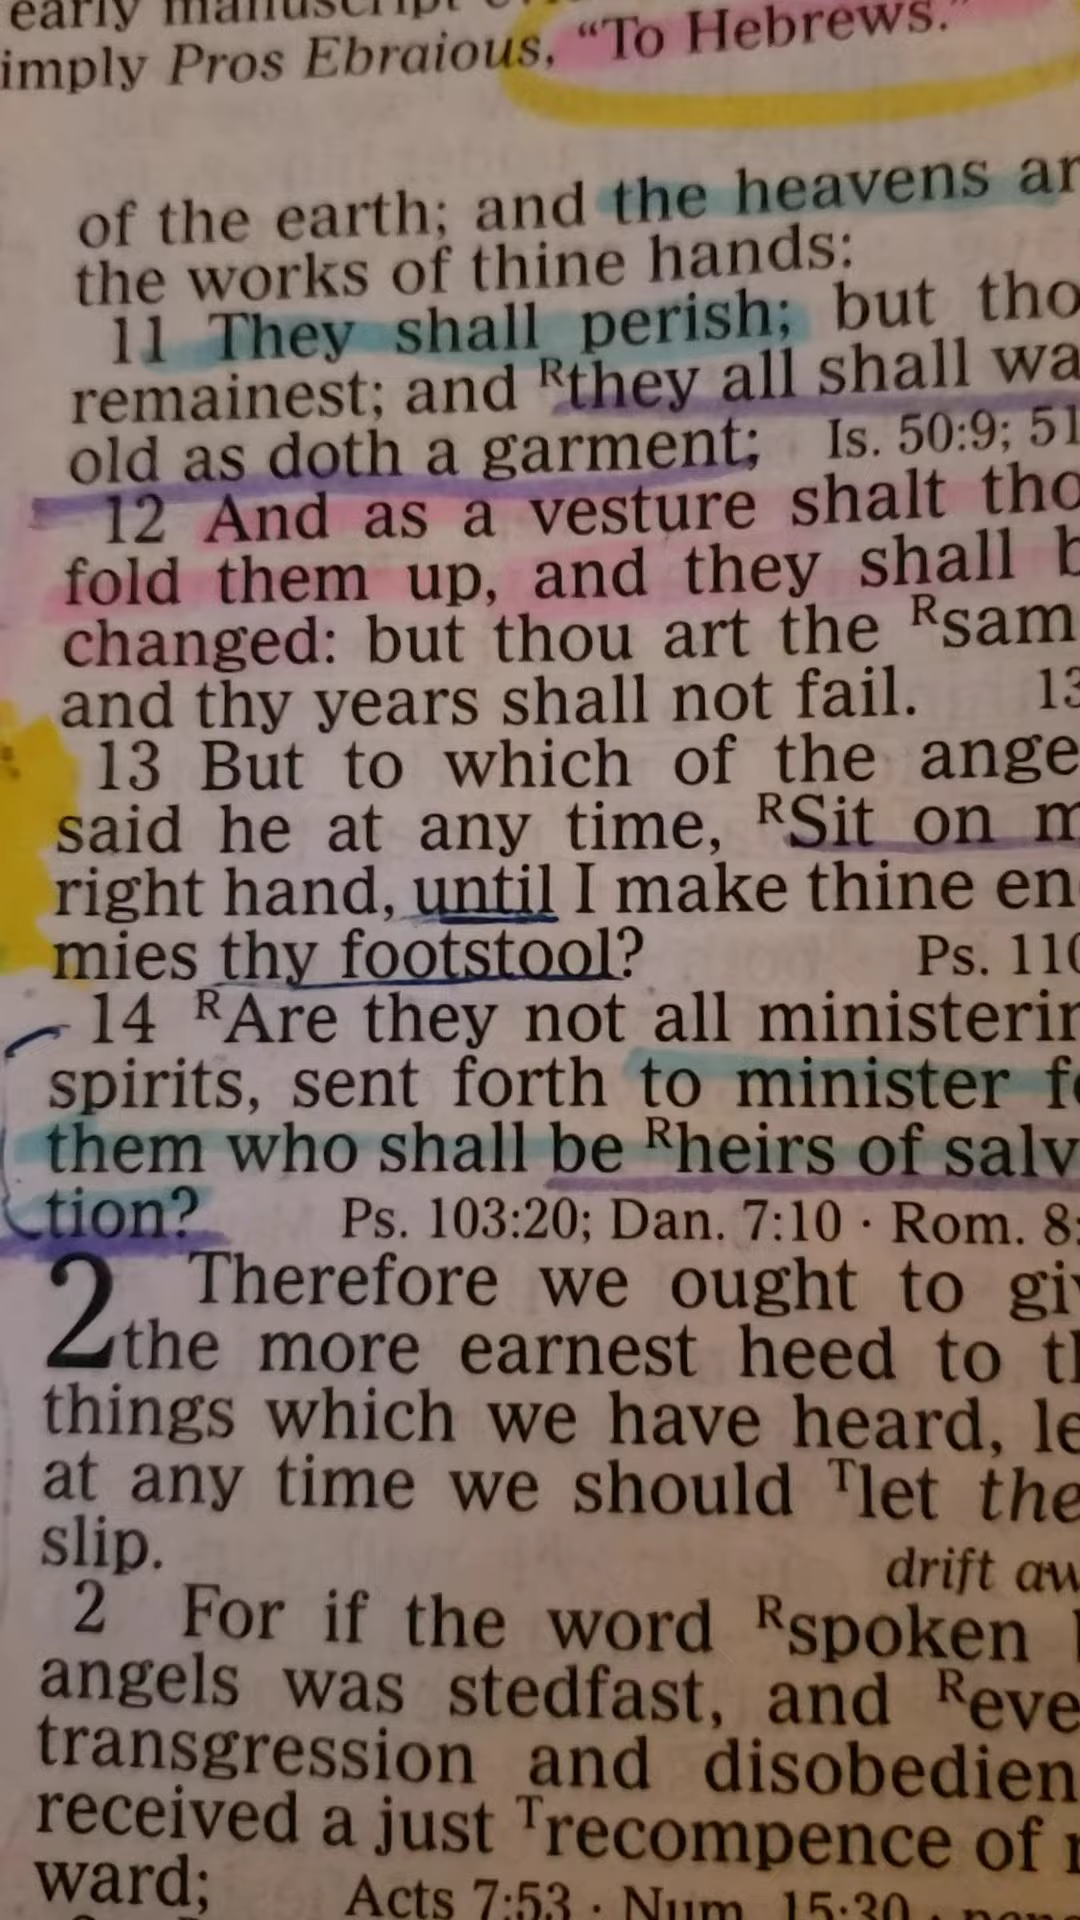 early manuscript
imply Pros Ebraious, “To Hebrews.”
of the earth; and the heavens ar
the works of thine hands:
11 They shall perish; but tho
remainest; and Rthey all shall wa
old as doth a garment; Is. 50:9; 51
12 And as a vesture shalt tho
fold them up, and they shall b
changed: but thou art the Rsam
and thy years shall not fail. 13
13 But to which of the ange
said he at any time, RSit on m
right hand, until I make thine en
mies thy footstool? Ps. 110
14 RAre they not all ministerin
spirits, sent forth to minister fo
them who shall be Rheirs of salv
tion? Ps. 103:20; Dan. 7:10 · Rom. 8:
2 Therefore we ought to giv
the more earnest heed to th
things which we have heard, le
at any time we should Tlet the
slip. drift aw
2 For if the word Rspoken
angels was stedfast, and Reve
transgression and disobedien
received a just Trecompence of r
ward; Acts 7:53 · Num. 15:30 ·